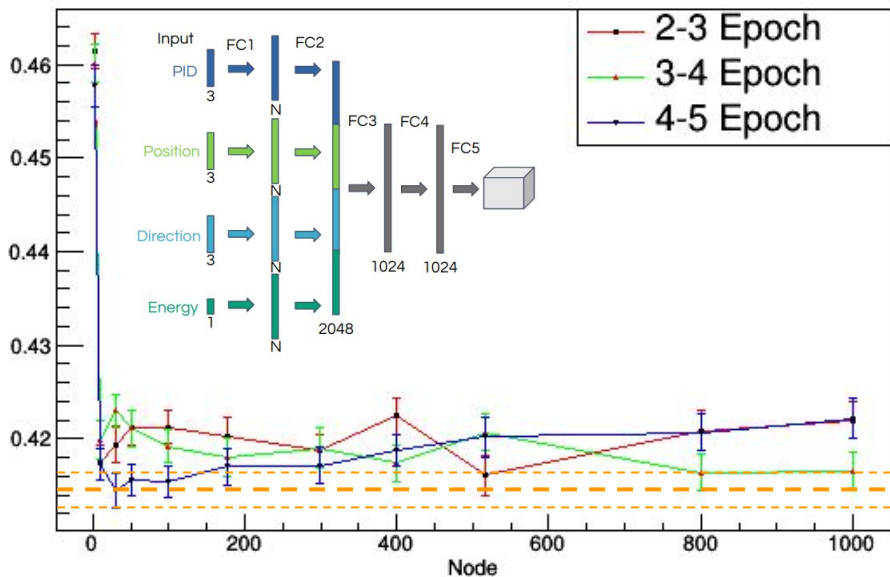 2-3 Epoch
3-4 Epoch
4-5 Epoch
Input
FC1
FC2
PID
3
N
Position
3
N
Direction
3
N
Energy
1
N
2048
FC3
FC4
FC5
1024
1024
0.46
0.45
0.44
0.43
0.42
0
200
400
600
800
1000
Node